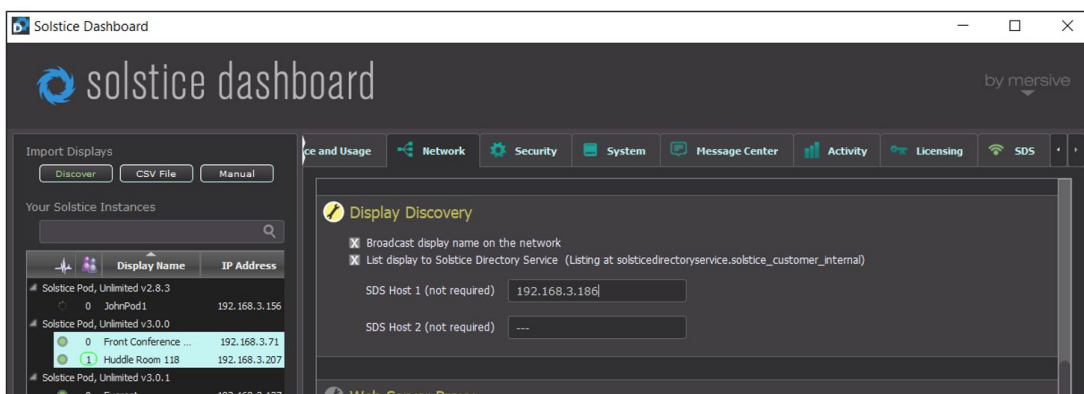 Solstice Dashboard
solstice dashboard
by mersive
Import Displays
Discover CSV File Manual
Your Solstice Instances
Display Name IP Address
Solstice Pod, Unlimited v2.8.3
0 JohnPod1 192.168.3.156
Solstice Pod, Unlimited v3.0.0
0 Front Conference ... 192.168.3.71
1 Huddle Room 118 192.168.3.207
Solstice Pod, Unlimited v3.0.1
ce and Usage Network Security System Message Center Activity Licensing SDS
Display Discovery
X Broadcast display name on the network
X List display to Solstice Directory Service (Listing at solsticedirectoryservice.solstice_customer_internal)
SDS Host 1 (not required) 192.168.3.186
SDS Host 2 (not required) ---